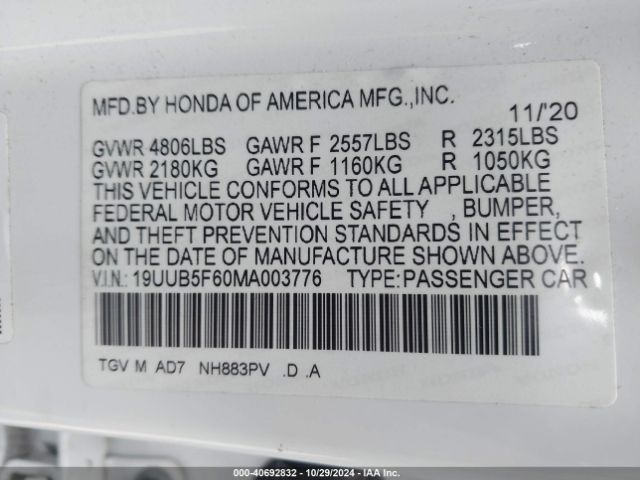 MFD.BY HONDA OF AMERICA MFG.,INC. 11/'20
GVWR 4806LBS GAWR F 2557LBS R 2315LBS
GVWR 2180KG GAWR F 1160KG R 1050KG
THIS VEHICLE CONFORMS TO ALL APPLICABLE
FEDERAL MOTOR VEHICLE SAFETY , BUMPER,
AND THEFT PREVENTION STANDARDS IN EFFECT
ON THE DATE OF MANUFACTURE SHOWN ABOVE.
V.I.N.: 19UUB5F60MA003776 TYPE:PASSENGER CAR
TGV M AD7 NH883PV .D .A
000-40692832 - 10/29/2024 - IAAI.COM